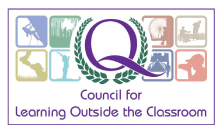 Q
Council for
Learning Outside the Classroom